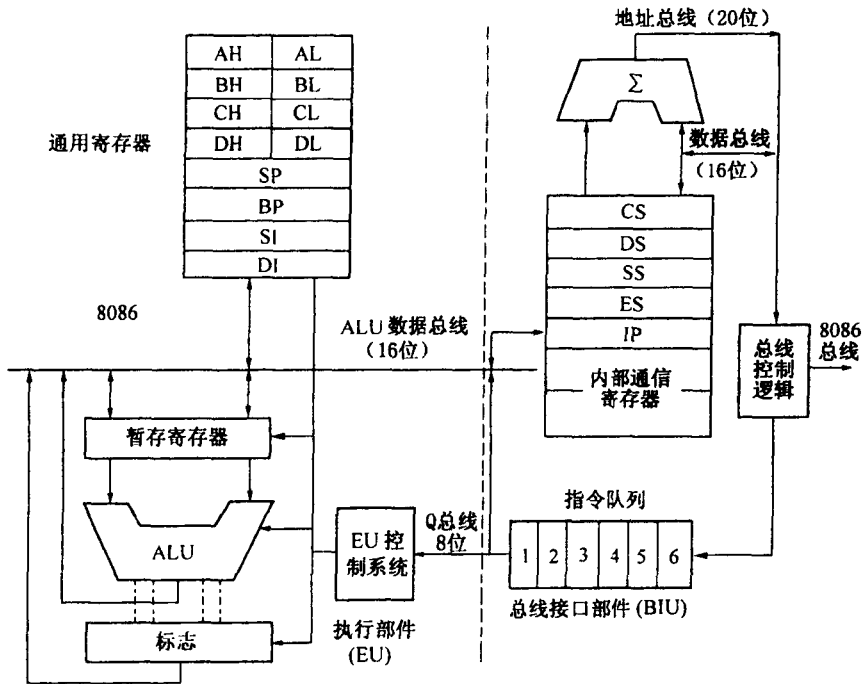 地址总线（20位）
AH AL
BH BL
CH CL
DH DL
SP
BP
SI
DI
通用寄存器
Σ
数据总线
（16位）
CS
DS
SS
ES
IP
内部通信
寄存器
8086
ALU 数据总线
（16位）
总线
控制
逻辑
8086
总线
暂存寄存器
ALU
标志
EU 控
制系统
Q总线
8位
执行部件
(EU)
指令队列
1 2 3 4 5 6
总线接口部件 (BIU)